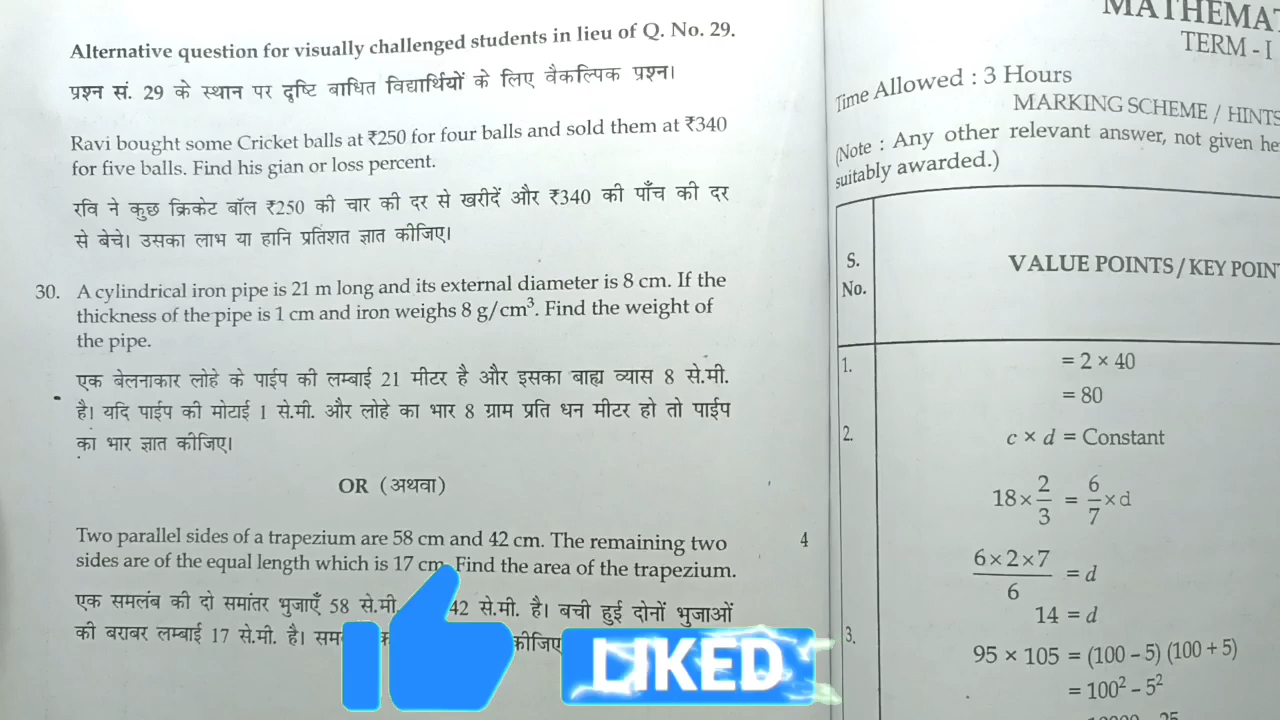 Alternative question for visually challenged students in lieu of Q. No. 29.
प्रश्न सं. 29 के स्थान पर दृष्टि बाधित विद्यार्थियों के लिए वैकल्पिक प्रश्न।
Ravi bought some Cricket balls at ₹250 for four balls and sold them at ₹340
for five balls. Find his gian or loss percent.
रवि ने कुछ क्रिकेट बॉल ₹250 की चार की दर से खरीदें और ₹340 की पाँच की दर
से बेचे। उसका लाभ या हानि प्रतिशत ज्ञात कीजिए।
30. A cylindrical iron pipe is 21 m long and its external diameter is 8 cm. If the
thickness of the pipe is 1 cm and iron weighs 8 g/cm³. Find the weight of
the pipe.
एक बेलनाकार लोहे के पाईप की लम्बाई 21 मीटर है और इसका बाह्य व्यास 8 से.मी.
है। यदि पाईप की मोटाई 1 से.मी. और लोहे का भार 8 ग्राम प्रति धन मीटर हो तो पाईप
का भार ज्ञात कीजिए।
OR (अथवा)
Two parallel sides of a trapezium are 58 cm and 42 cm. The remaining two 4
sides are of the equal length which is 17 cm. Find the area of the trapezium.
एक समलंब की दो समांतर भुजाएँ 58 से.मी. 42 से.मी. है। बची हुई दोनों भुजाओं
की बराबर लम्बाई 17 से.मी. है।
LIKED
MATHEMAT
TERM - I
Time Allowed : 3 Hours
MARKING SCHEME / HINTS
(Note : Any other relevant answer, not given he
suitably awarded.)
S.
No.
VALUE POINTS / KEY POIN
1. = 2 × 40
= 80
2. c × d = Constant
18 × 2/3 = 6/7 × d
6 × 2 × 7 / 6 = d
14 = d
3. 95 × 105 = (100 – 5) (100 + 5)
= 100² – 5²